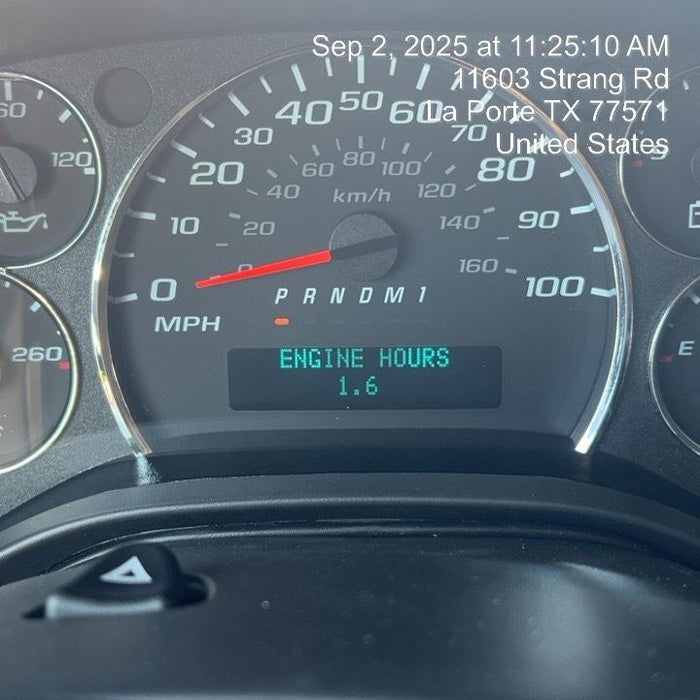 Sep 2, 2025 at 11:25:10 AM
11603 Strang Rd
La Porte TX 77571
United States
60
120
260
0
10
20
30
40
50
60
70
80
90
100
MPH
0
20
40
60
80
100
120
140
160
km/h
P R N D M 1
ENGINE HOURS
1.6
9
E